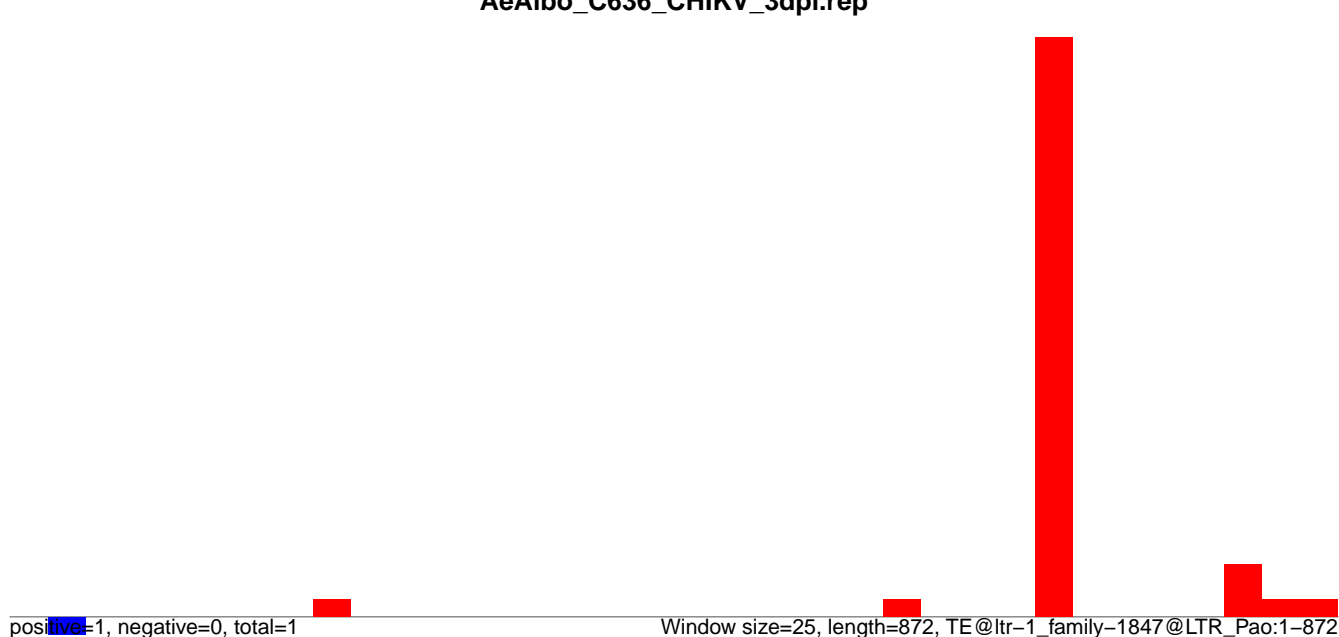 AeAlbo_C636_CHIKV_3dpi.rep
positive=1, negative=0, total=1
Window size=25, length=872, TE@ltr−1_family−1847@LTR_Pao:1−872